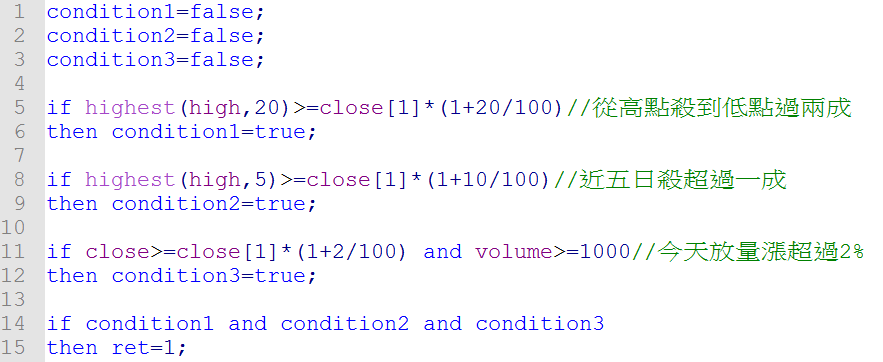 1 condition1=false;
2 condition2=false;
3 condition3=false;
4
5 if highest(high,20)>=close[1]*(1+20/100)//從高點殺到低點過兩成
6 then condition1=true;
7
8 if highest(high,5)>=close[1]*(1+10/100)//近五日殺超過一成
9 then condition2=true;
10
11 if close>=close[1]*(1+2/100) and volume>=1000//今天放量漲超過2%
12 then condition3=true;
13
14 if condition1 and condition2 and condition3
15 then ret=1;